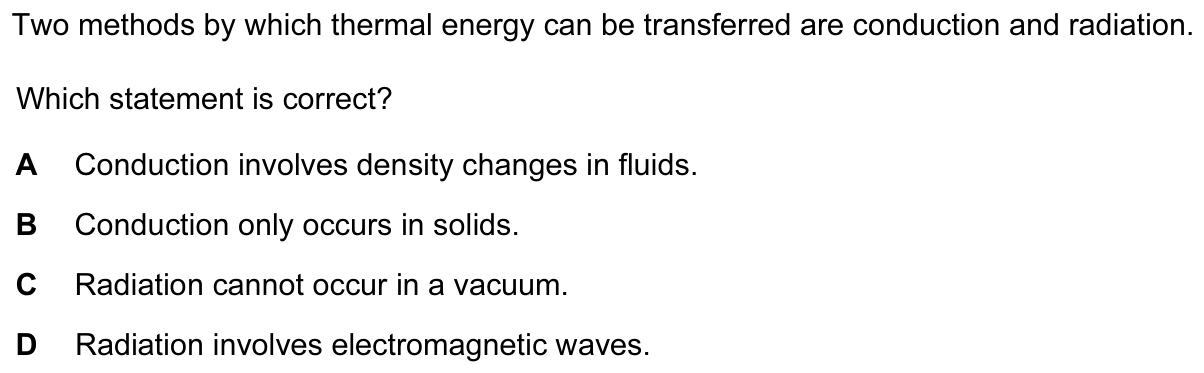 Two methods by which thermal energy can be transferred are conduction and radiation.
Which statement is correct?
A Conduction involves density changes in fluids.
B Conduction only occurs in solids.
C Radiation cannot occur in a vacuum.
D Radiation involves electromagnetic waves.